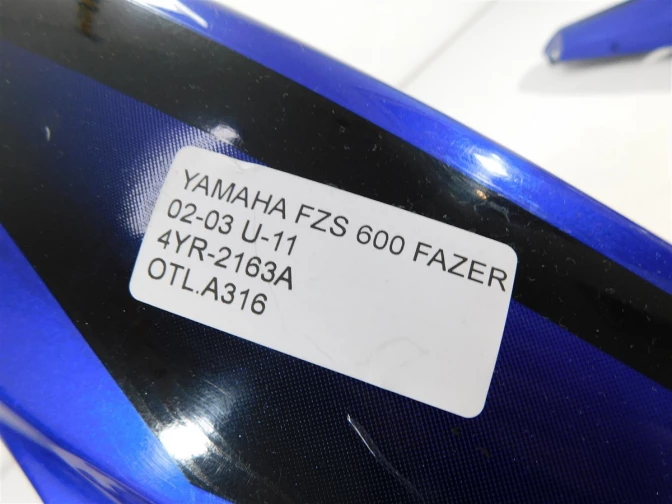 YAMAHA FZS 600 FAZER
02-03 U-11
4YR-2163A
OTL.A316